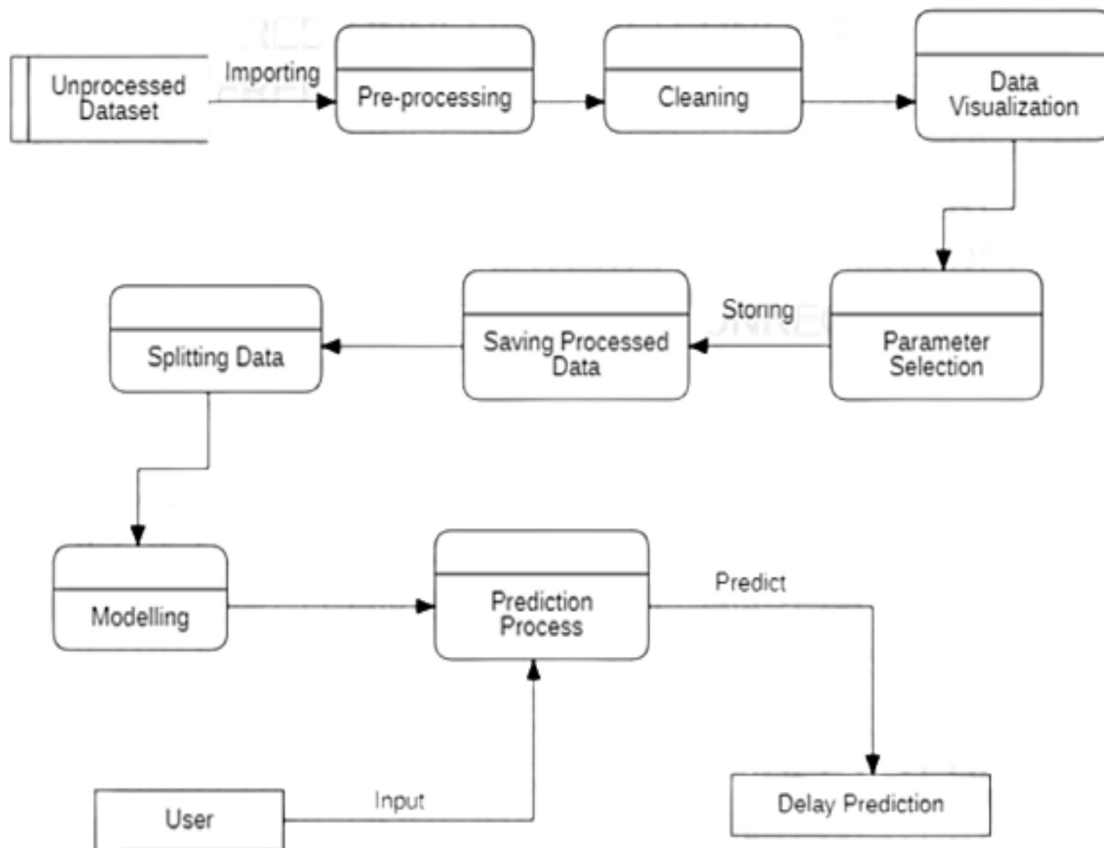 Unprocessed
Dataset
Importing
Pre-processing
Cleaning
Data
Visualization
Parameter
Selection
Storing
Saving Processed
Data
Splitting Data
Modelling
Prediction
Process
Predict
Delay Prediction
User
Input